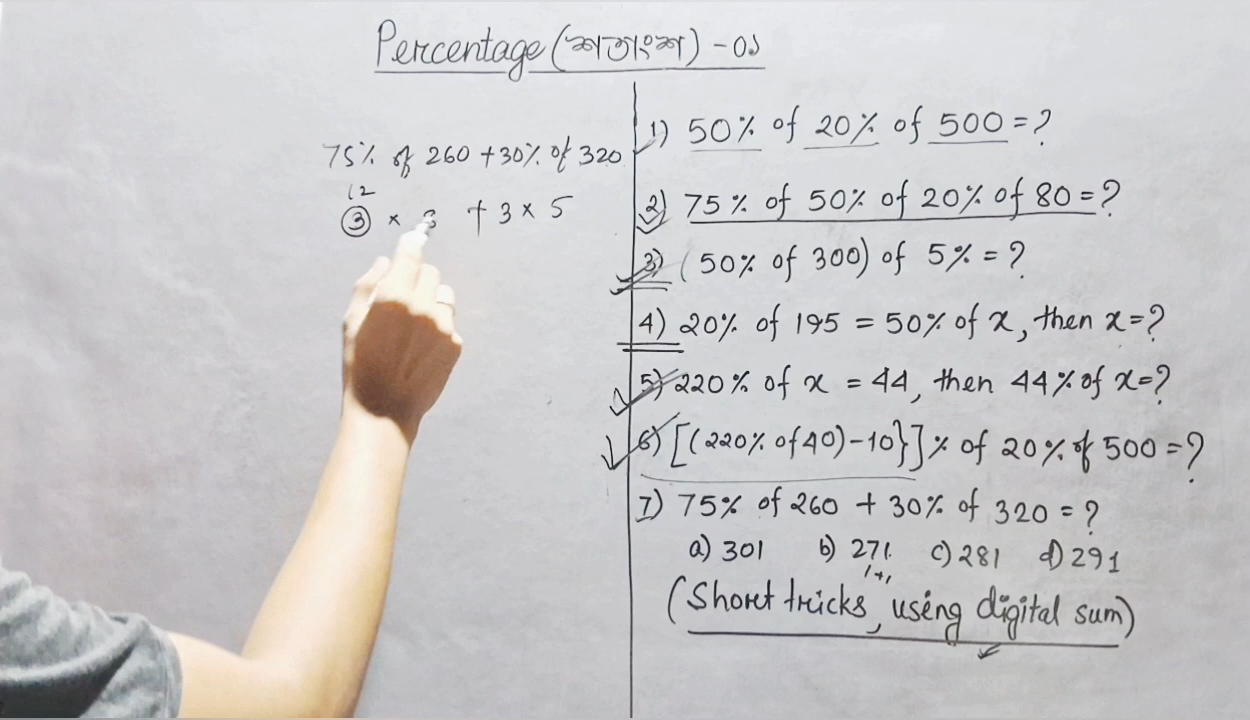 Percentage (শতাংশ) - ০১
75% of 260 + 30% of 320
12
3 × 8 + 3 × 5
1) 50% of 20% of 500 = ?
2) 75% of 50% of 20% of 80 = ?
3) (50% of 300) of 5% = ?
4) 20% of 195 = 50% of x, then x = ?
5) 220% of x = 44, then 44% of x = ?
6) [(220% of 40) - 10}] % of 20% of 500 = ?
7) 75% of 260 + 30% of 320 = ?
a) 301 b) 271 c) 281 d) 291
1+1
(Short tricks, using digital sum)